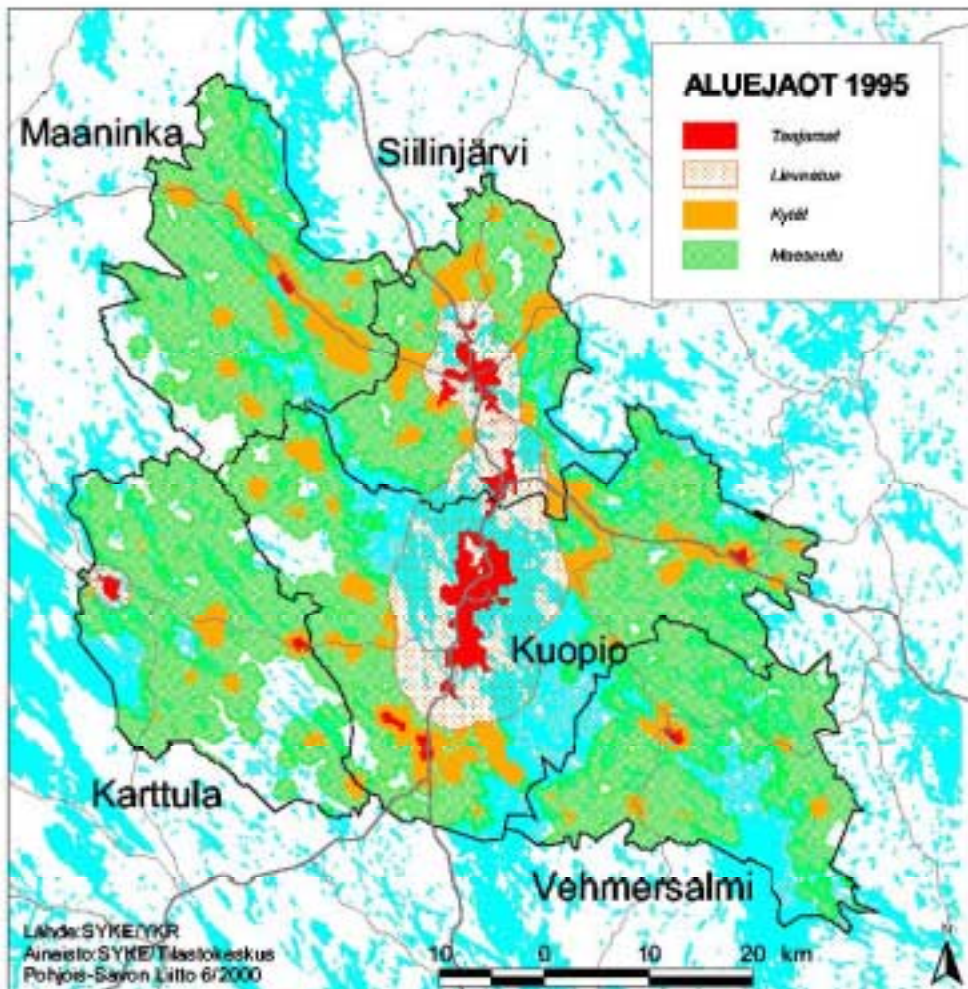 ALUEJAOT 1995
Taajamat
Lievealue
Kylät
Maaseutu
Maaninka
Siilinjärvi
Kuopio
Karttula
Vehmersalmi
Lähde:SYKE/YKR
Aineisto:SYKE/Tilastokeskus
Pohjois-Savon Liitto 6/2000
10 0 10 20 km
N